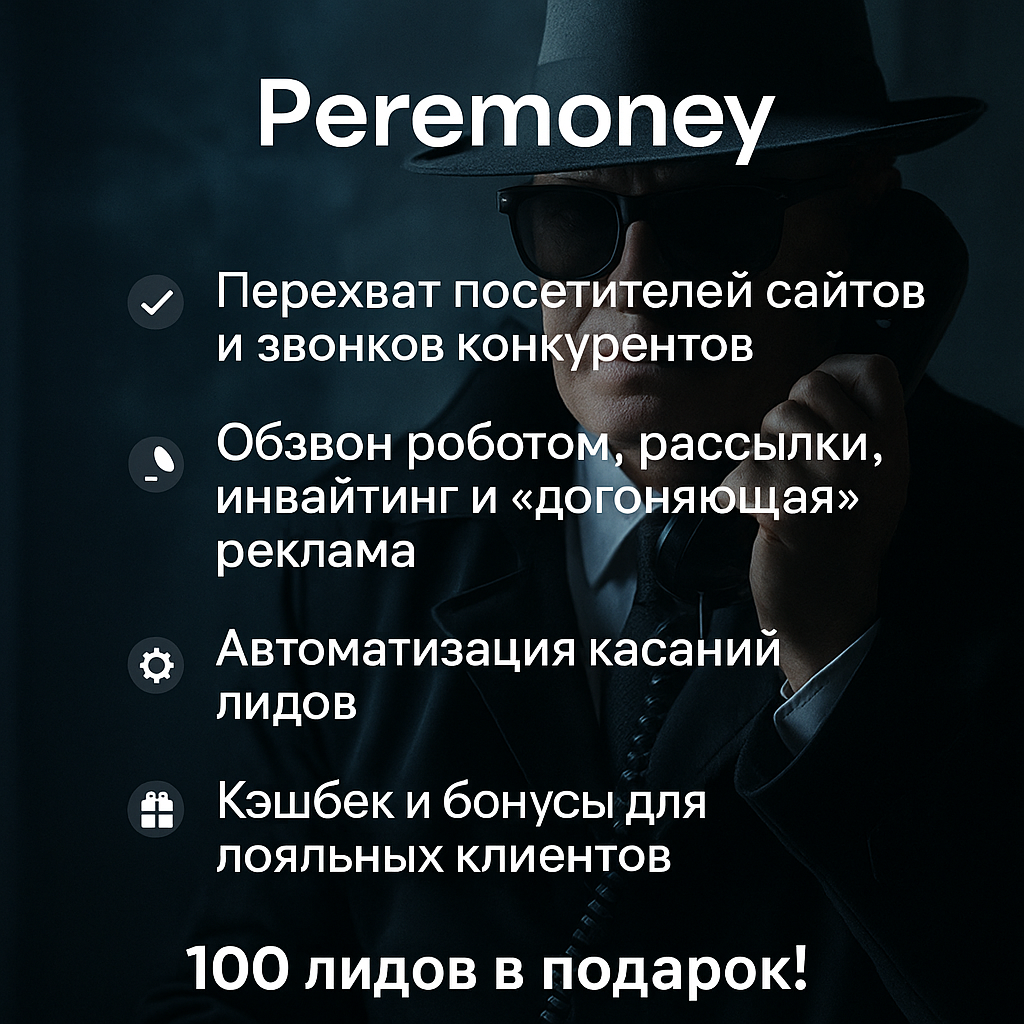 Peremoney
Перехват посетителей сайтов
и звонков конкурентов
Обзвон роботом, рассылки,
инвайтинг и «догоняющая»
реклама
Автоматизация касаний
лидов
Кэшбек и бонусы для
лояльных клиентов
100 лидов в подарок!